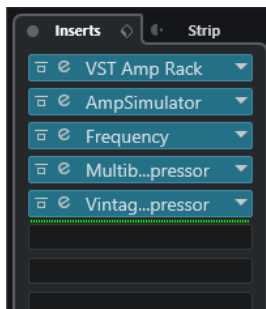 Inserts Strip
VST Amp Rack
AmpSimulator
Frequency
Multib...pressor
Vintag...pressor